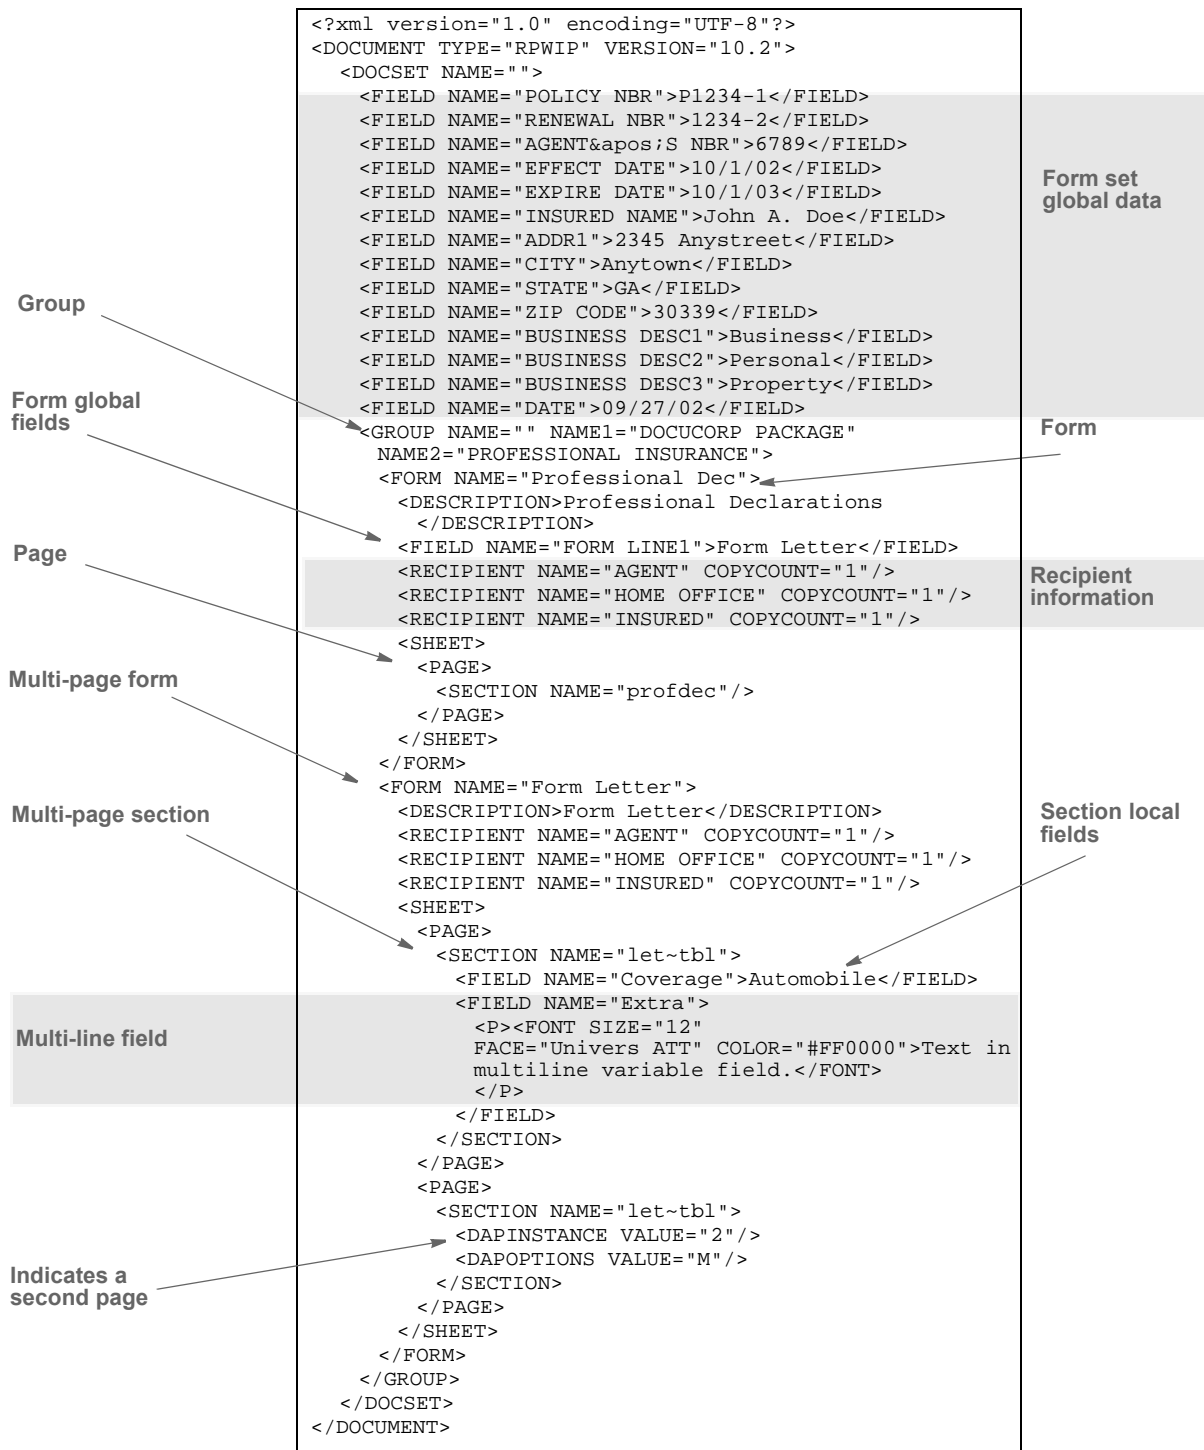 <?xml version="1.0" encoding="UTF-8"?>
<DOCUMENT TYPE="RPWIP" VERSION="10.2">
<DOCSET NAME="">
<FIELD NAME="POLICY NBR">P1234-1</FIELD>
<FIELD NAME="RENEWAL NBR">1234-2</FIELD>
<FIELD NAME="AGENT&apos;S NBR">6789</FIELD>
<FIELD NAME="EFFECT DATE">10/1/02</FIELD>
<FIELD NAME="EXPIRE DATE">10/1/03</FIELD>
Form set
global data
<FIELD NAME="INSURED NAME">John A. Doe</FIELD>
<FIELD NAME="ADDR1">2345 Anystreet</FIELD>
<FIELD NAME="CITY">Anytown</FIELD>
<FIELD NAME="STATE">GA</FIELD>
Group
<FIELD NAME="ZIP CODE">30339</FIELD>
<FIELD NAME="BUSINESS DESC1">Business</FIELD>
<FIELD NAME="BUSINESS DESC2">Personal</FIELD>
<FIELD NAME="BUSINESS DESC3">Property</FIELD>
Form global
fields
<FIELD NAME="DATE">09/27/02</FIELD>
<GROUP NAME="" NAME1="DOCUCORP PACKAGE"
Form
NAME2="PROFESSIONAL INSURANCE">
<FORM NAME="Professional Dec">
<DESCRIPTION>Professional Declarations
</DESCRIPTION>
<FIELD NAME="FORM LINE1">Form Letter</FIELD>
Page
<RECIPIENT NAME="AGENT" COPYCOUNT="1"/>
<RECIPIENT NAME="HOME OFFICE" COPYCOUNT="1"/>
<RECIPIENT NAME="INSURED" COPYCOUNT="1"/>
Recipient
information
<SHEET>
<PAGE>
Multi-page form
<SECTION NAME="profdec"/>
</PAGE>
</SHEET>
</FORM>
<FORM NAME="Form Letter">
Multi-page section
<DESCRIPTION>Form Letter</DESCRIPTION>
Section local
fields
<RECIPIENT NAME="AGENT" COPYCOUNT="1"/>
<RECIPIENT NAME="HOME OFFICE" COPYCOUNT="1"/>
<RECIPIENT NAME="INSURED" COPYCOUNT="1"/>
<SHEET>
<PAGE>
<SECTION NAME="let~tbl">
<FIELD NAME="Coverage">Automobile</FIELD>
<FIELD NAME="Extra">
Multi-line field
<P><FONT SIZE="12"
FACE="Univers ATT" COLOR="#FF0000">Text in
multiline variable field.</FONT>
</P>
</FIELD>
</SECTION>
</PAGE>
<PAGE>
<SECTION NAME="let~tbl">
<DAPINSTANCE VALUE="2"/>
<DAPOPTIONS VALUE="M"/>
Indicates a
second page
</SECTION>
</PAGE>
</SHEET>
</FORM>
</GROUP>
</DOCSET>
</DOCUMENT>